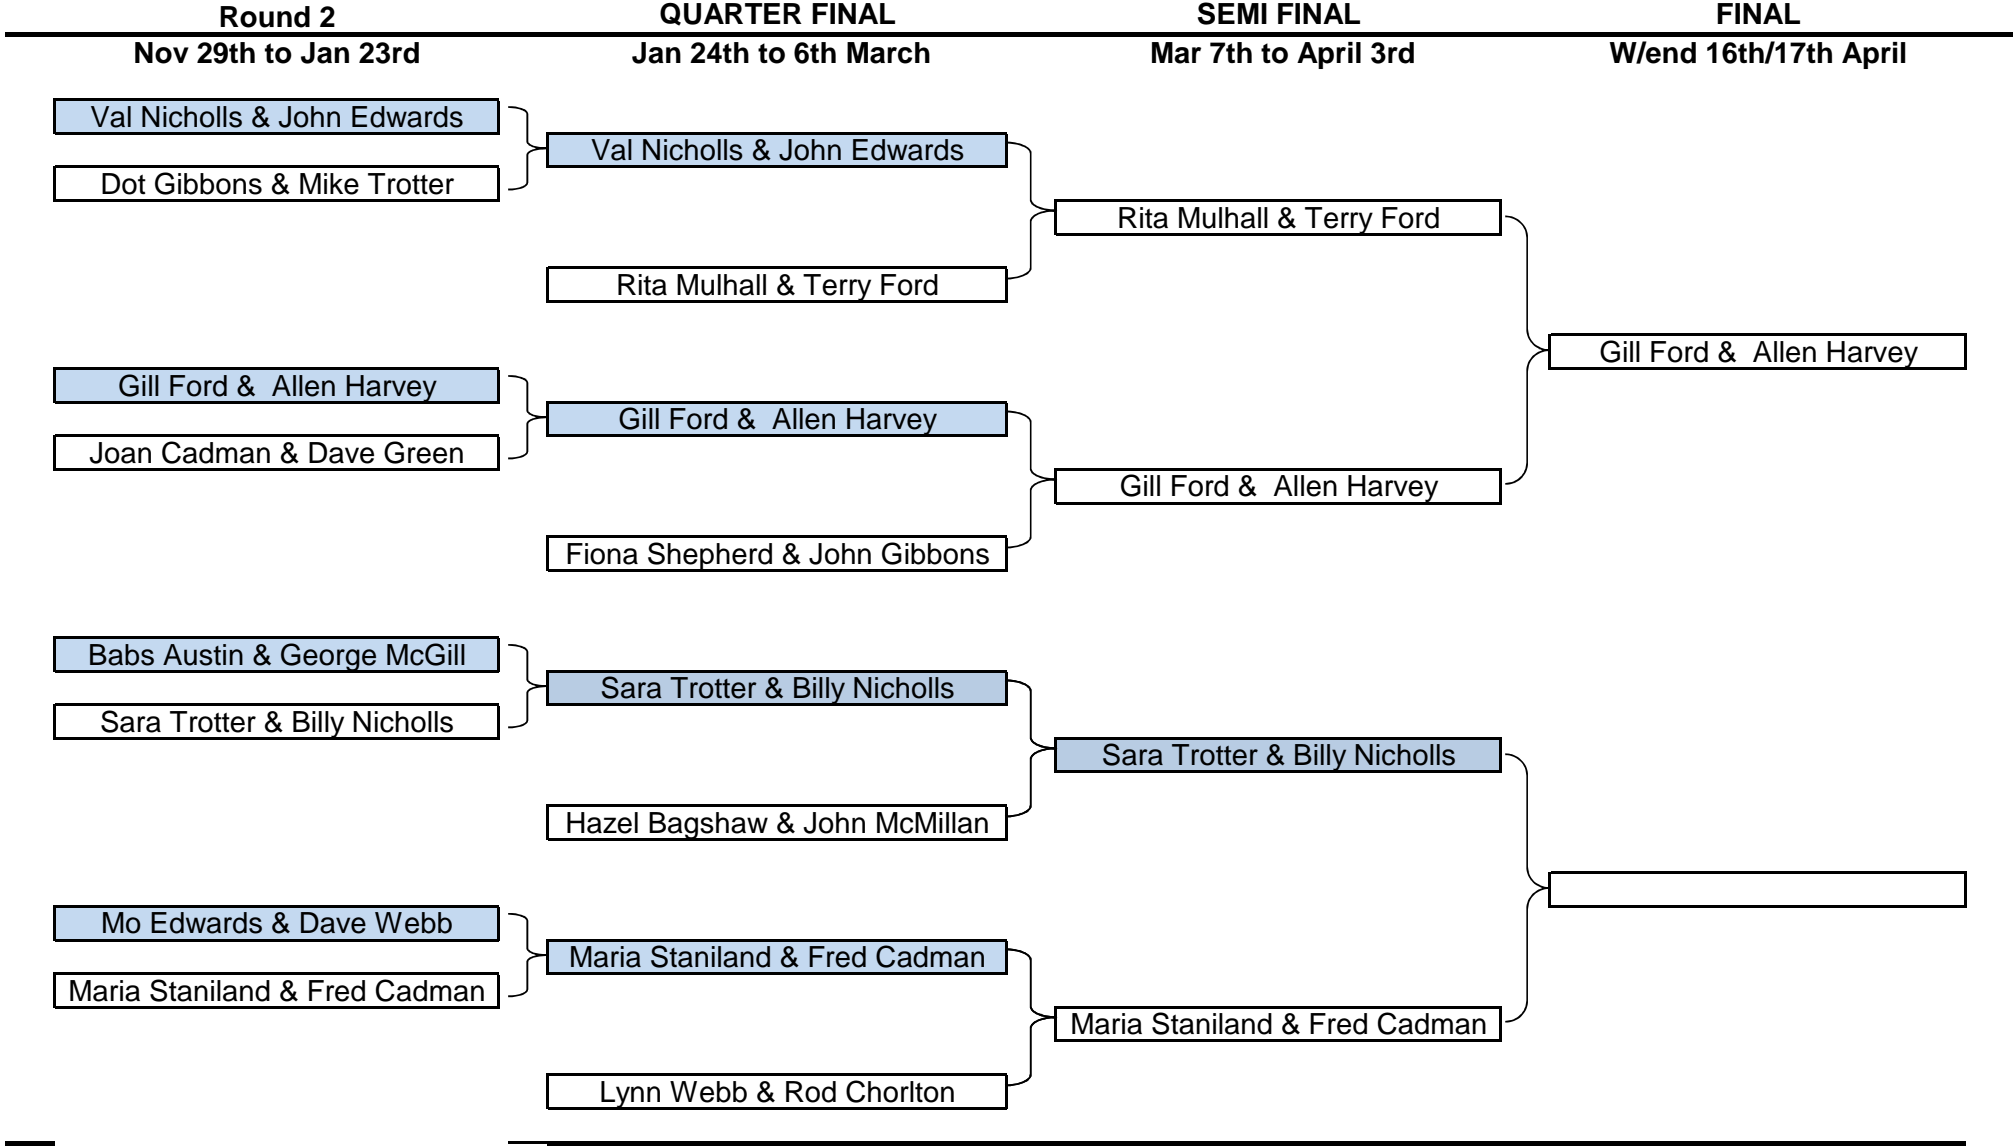 Round 2 QUARTER FINAL SEMI FINAL FINAL
Nov 29th to Jan 23rd Jan 24th to 6th March Mar 7th to April 3rd W/end 16th/17th April
Val Nicholls & John Edwards
Val Nicholls & John Edwards
Dot Gibbons & Mike Trotter
Rita Mulhall & Terry Ford
Rita Mulhall & Terry Ford
Gill Ford &  Allen Harvey
Gill Ford &  Allen Harvey
Gill Ford &  Allen Harvey
Joan Cadman & Dave Green
Gill Ford &  Allen Harvey
Fiona Shepherd & John Gibbons
Babs Austin & George McGill
Sara Trotter & Billy Nicholls
Sara Trotter & Billy Nicholls
Sara Trotter & Billy Nicholls
Hazel Bagshaw & John McMillan
Mo Edwards & Dave Webb
Maria Staniland & Fred Cadman
Maria Staniland & Fred Cadman
Maria Staniland & Fred Cadman
Lynn Webb & Rod Chorlton